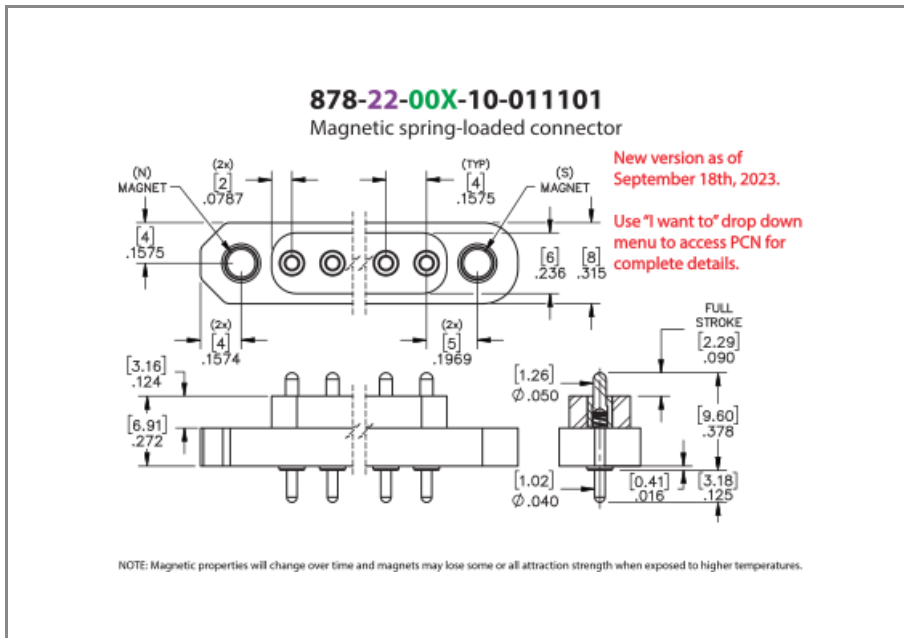 878-22-00X-10-011101
Magnetic spring-loaded connector
New version as of
September 18th, 2023.
Use "I want to" drop down
menu to access PCN for
complete details.
(N)
MAGNET
(2x)
[2]
.0787
(TYP)
[4]
.1575
(S)
MAGNET
[4]
.1575
[6]
.236
[8]
.315
(2x)
[4]
.1574
(2x)
[5]
.1969
FULL
STROKE
[2.29]
.090
[3.16]
.124
[6.91]
.272
[1.26]
Ø.050
[9.60]
.378
[1.02]
Ø.040
[0.41]
.016
[3.18]
.125
NOTE: Magnetic properties will change over time and magnets may lose some or all attraction strength when exposed to higher temperatures.